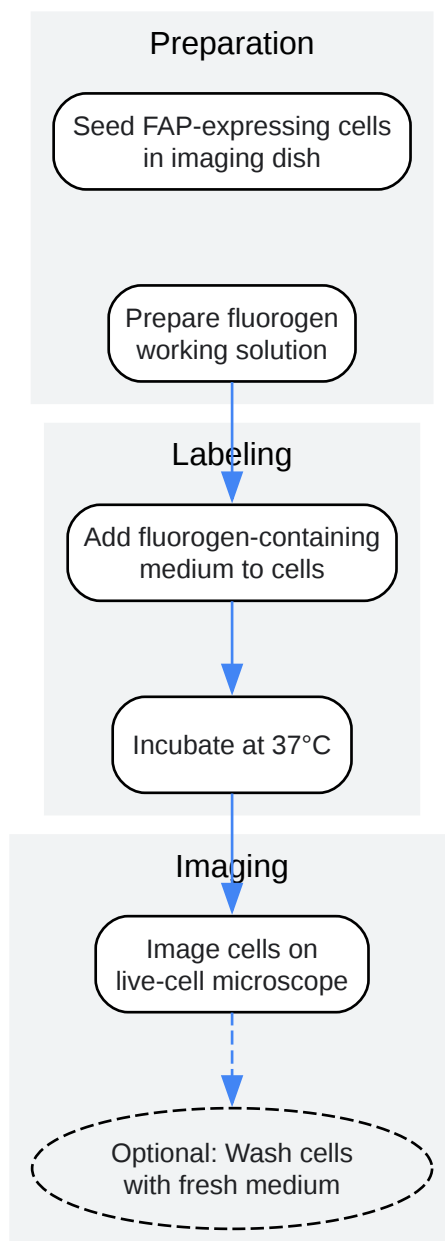 Preparation
Seed FAP-expressing cells
in imaging dish
Prepare fluorogen
working solution
Labeling
Add fluorogen-containing
medium to cells
Incubate at 37°C
Imaging
Image cells on
live-cell microscope
Optional: Wash cells
with fresh medium